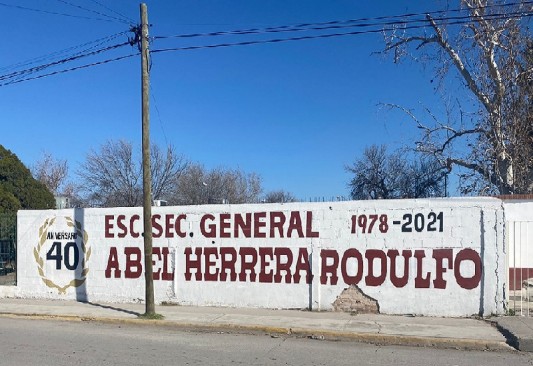 ANIVERSARIO
40
ESC. SEC. GENERAL 1978-2021
ABEL HERRERA RODULFO